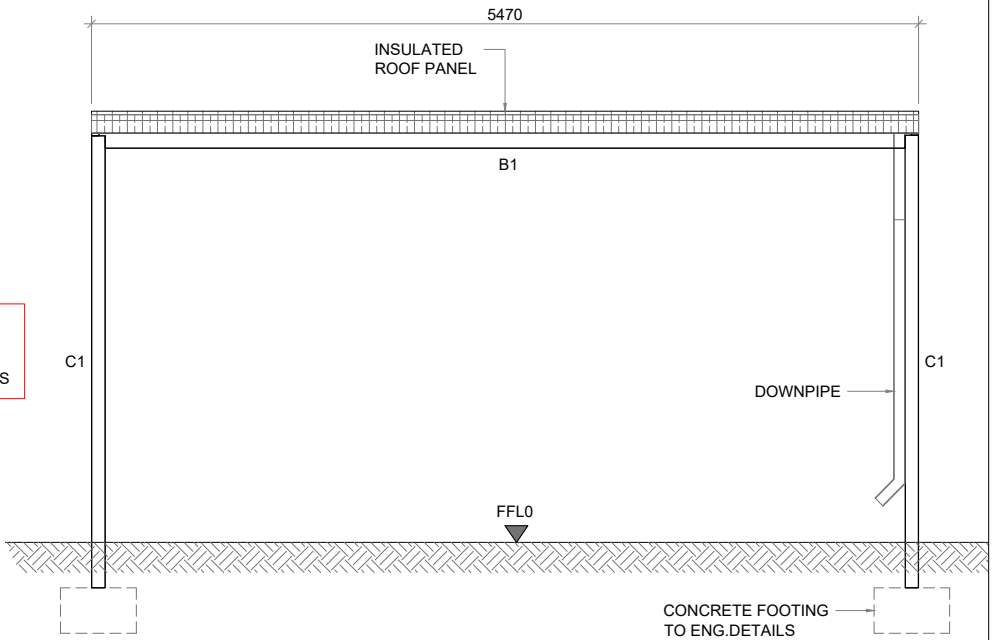 5470
INSULATED
ROOF PANEL
B1
C1
C1
S
DOWNPIPE
FFL0
CONCRETE FOOTING
TO ENG.DETAILS